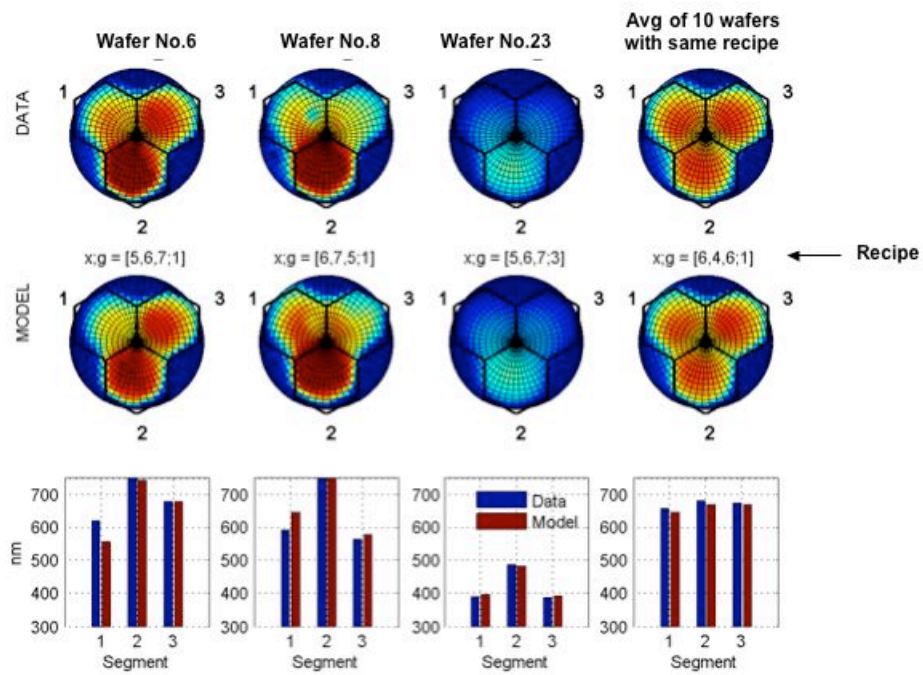 Wafer No.6
Wafer No.8
Wafer No.23
Avg of 10 wafers
with same recipe
DATA
1
3
2
1
3
2
1
3
2
1
3
2
x;g = [5,6,7;1]
x;g = [6,7,5;1]
x;g = [5,6,7;3]
x;g = [6,4,6;1]
Recipe
MODEL
1
3
2
1
3
2
1
3
2
1
3
2
nm
700
600
500
400
300
1 2 3
Segment
700
600
500
400
300
1 2 3
Segment
700
600
500
400
300
Data
Model
1 2 3
Segment
700
600
500
400
300
1 2 3
Segment